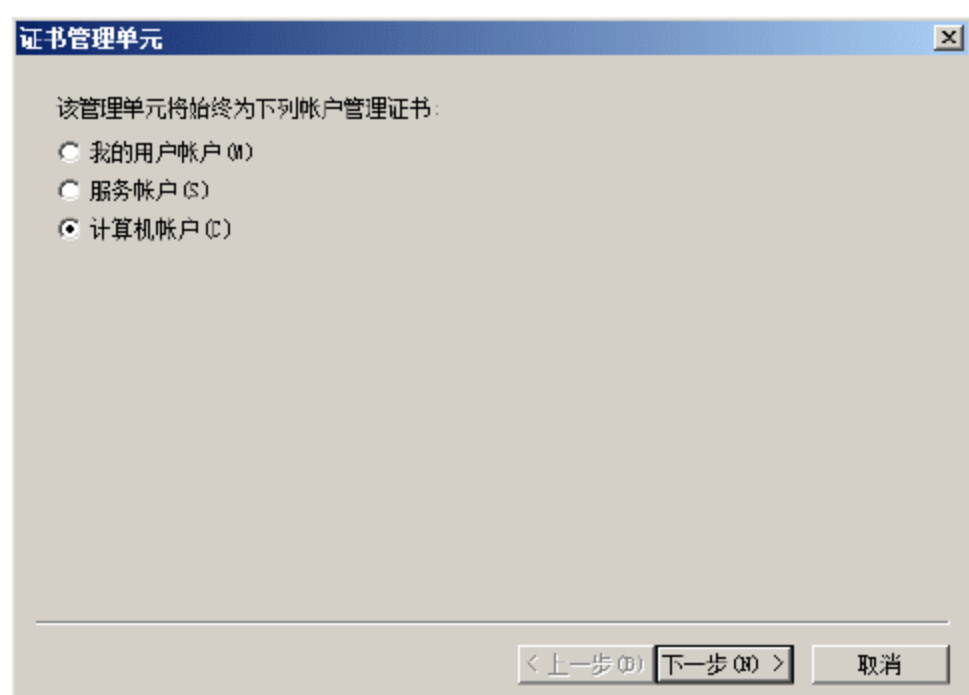 证书管理单元
该管理单元将始终为下列帐户管理证书:
我的用户帐户(M)
服务帐户(S)
计算机帐户(C)
< 上一步(B) 下一步(N) > 取消